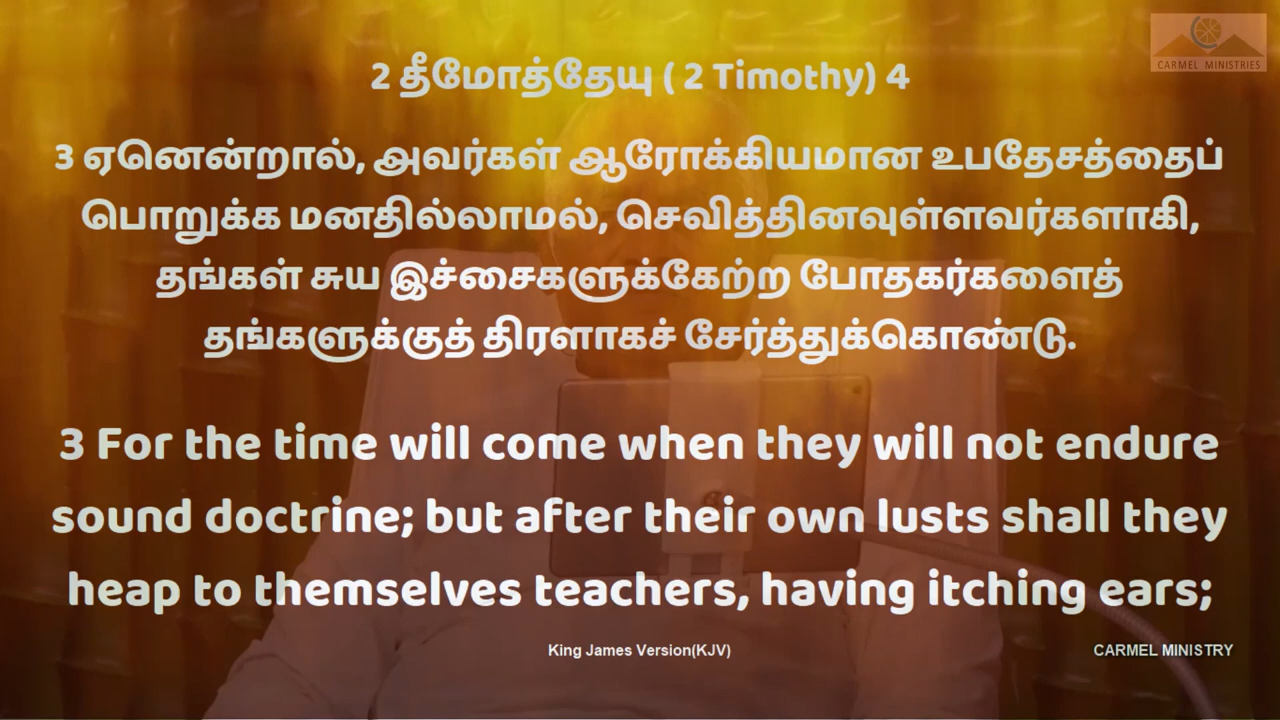 CARMEL MINISTRIES
2 தீமோத்தேயு ( 2 Timothy) 4
3 ஏனென்றால், அவர்கள் ஆரோக்கியமான உபதேசத்தைப்
பொறுக்க மனதில்லாமல், செவித்தினவுள்ளவர்களாகி,
தங்கள் சுய இச்சைகளுக்கேற்ற போதகர்களைத்
தங்களுக்குத் திரளாகச் சேர்த்துக்கொண்டு.
3 For the time will come when they will not endure
sound doctrine; but after their own lusts shall they
heap to themselves teachers, having itching ears;
King James Version(KJV)
CARMEL MINISTRY